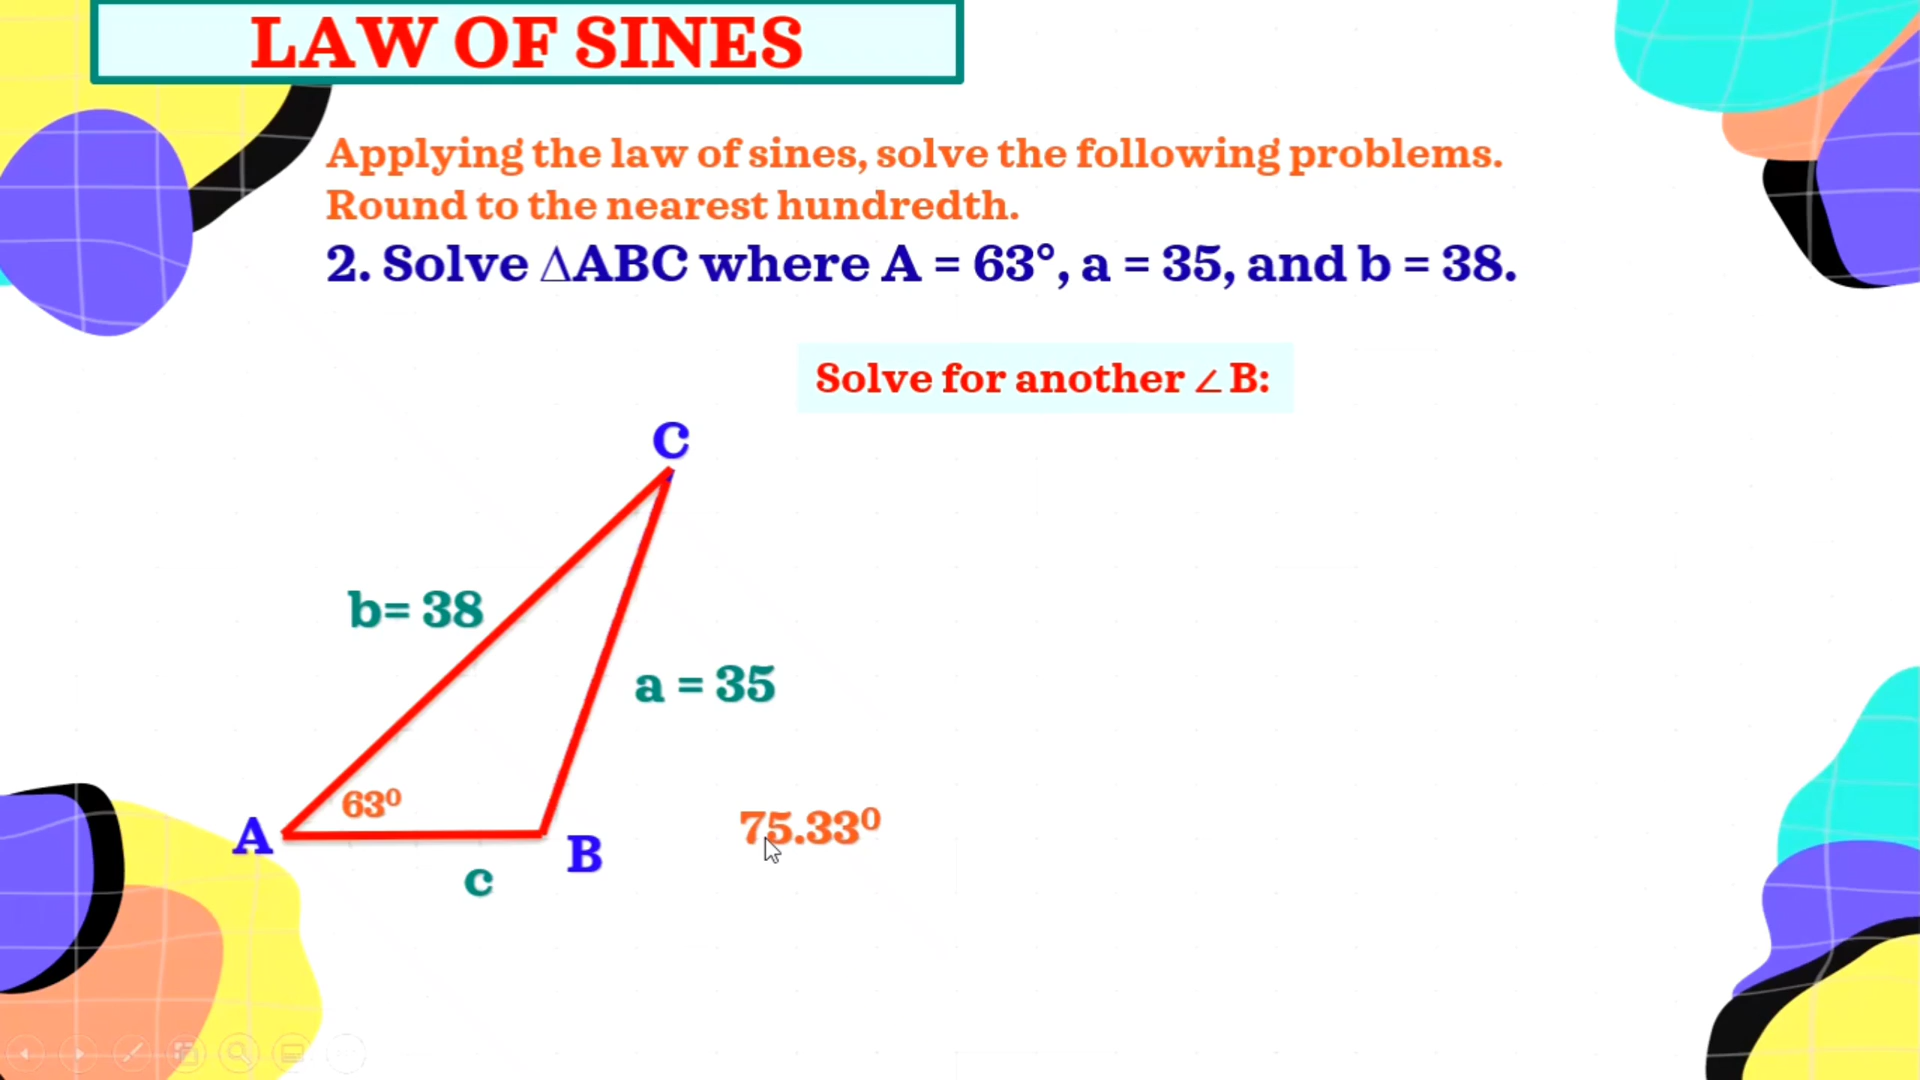 LAW OF SINES
Applying the law of sines, solve the following problems.
Round to the nearest hundredth.
2. Solve ∆ABC where A = 63°, a = 35, and b = 38.
Solve for another ∠B:
C
b= 38
a = 35
63⁰
A
B
75.33⁰
c